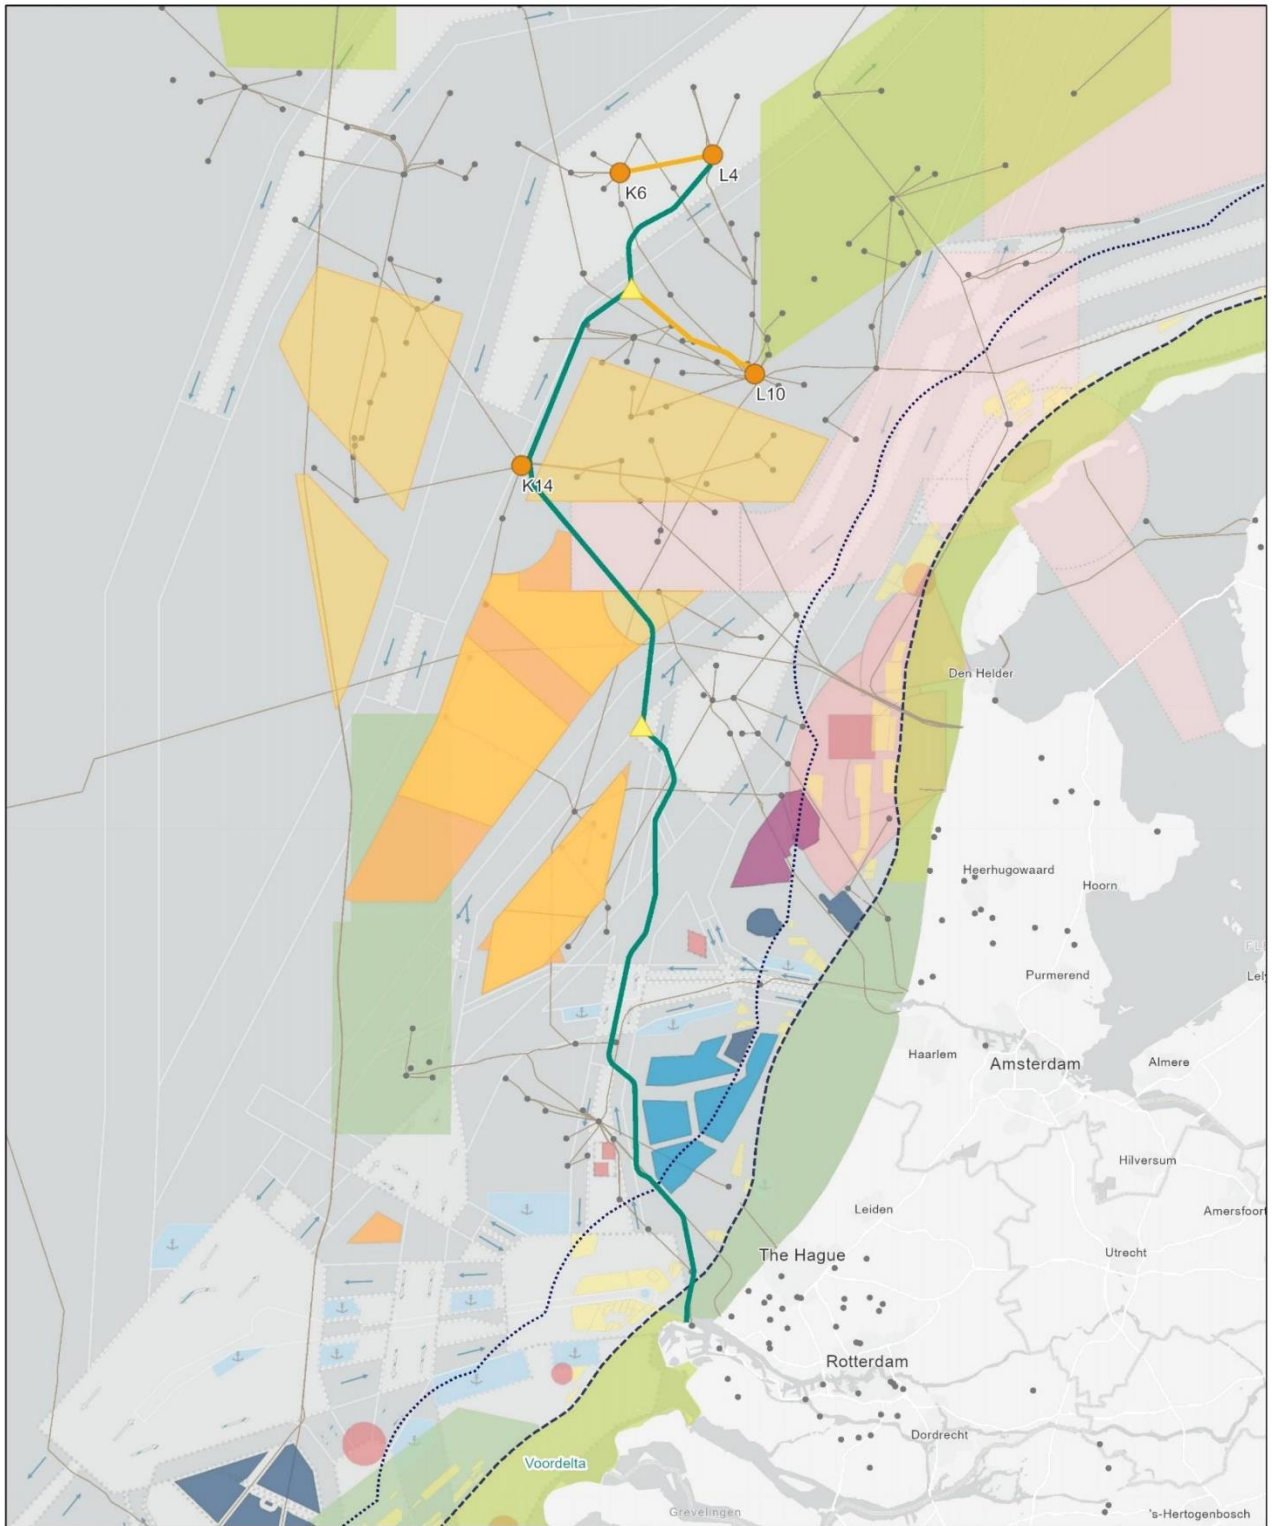 L4
K6
L10
K14
Den Helder
Heerhugowaard
Hoorn
Purmerend
Haarlem
Amsterdam
Almere
Hilversum
Leiden
Amersfoort
The Hague
Utrecht
Rotterdam
Dordrecht
Voordelta
Grevelingen
's-Hertogenbosch